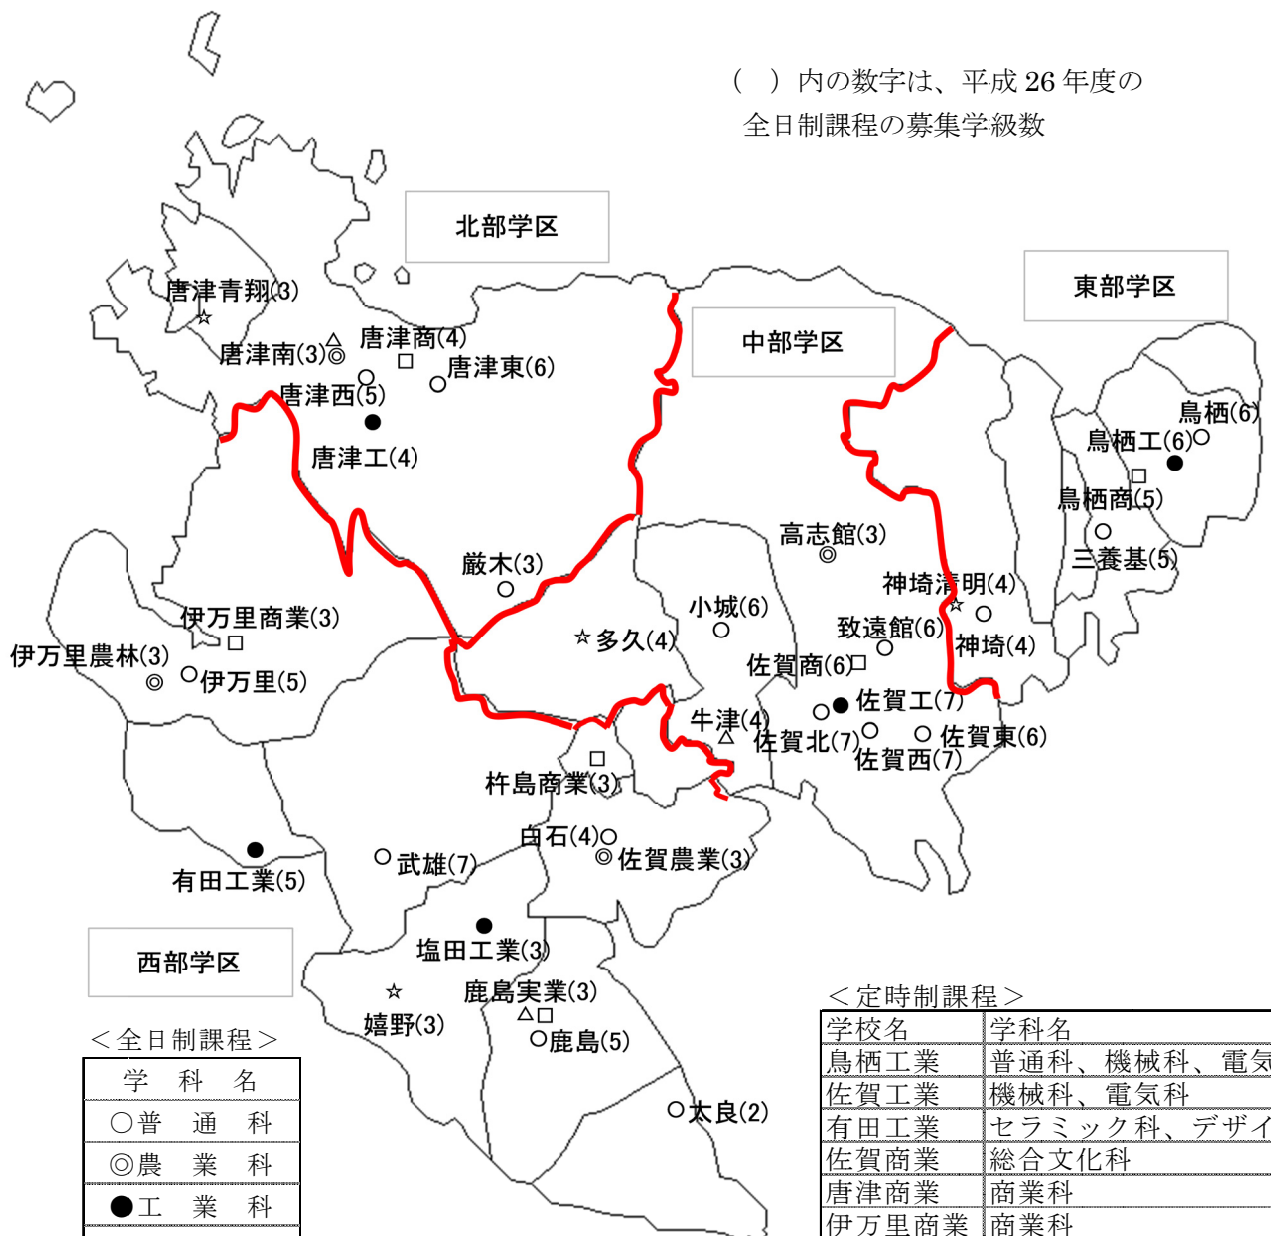 ( )内の数字は、平成 26 年度の
全日制課程の募集学級数
北部学区
東部学区
中部学区
唐津青翔(3)
唐津南(3)
唐津商(4)
唐津東(6)
唐津西(5)
唐津工(4)
鳥栖(6)
鳥栖工(6)
鳥栖商(5)
三養基(5)
高志館(3)
厳木(3)
神埼清明(4)
小城(6)
致遠館(6)
神埼(4)
伊万里商業(3)
伊万里農林(3)
伊万里(5)
多久(4)
佐賀商(6)
佐賀工(7)
牛津(4)
佐賀北(7)
佐賀西(7)
佐賀東(6)
杵島商業(3)
白石(4)
佐賀農業(3)
武雄(7)
有田工業(5)
塩田工業(3)
西部学区
鹿島実業(3)
嬉野(3)
鹿島(5)
太良(2)
<全日制課程>
学 科 名
○普 通 科
◎農 業 科
●工 業 科
<定時制課程>
学校名 学科名
鳥栖工業 普通科、機械科、電気
佐賀工業 機械科、電気科
有田工業 セラミック科、デザイ
佐賀商業 総合文化科
唐津商業 商業科
伊万里商業 商業科